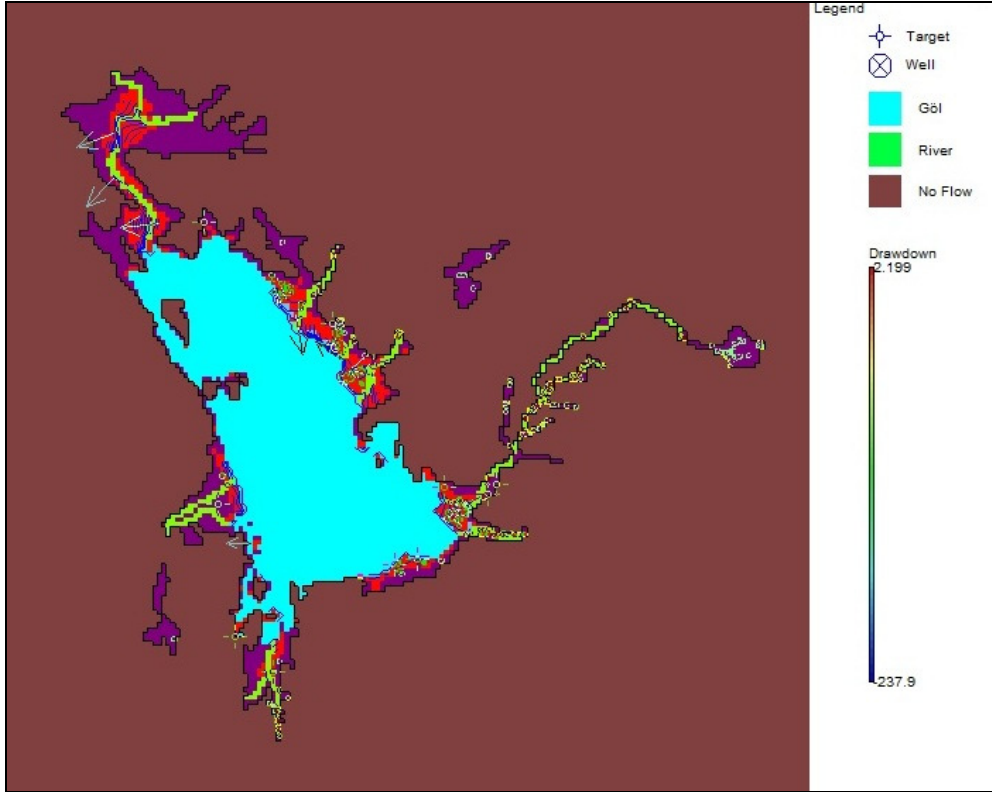 Legend
Target
Well
Göl
River
No Flow
Drawdown
2.199
-237.9